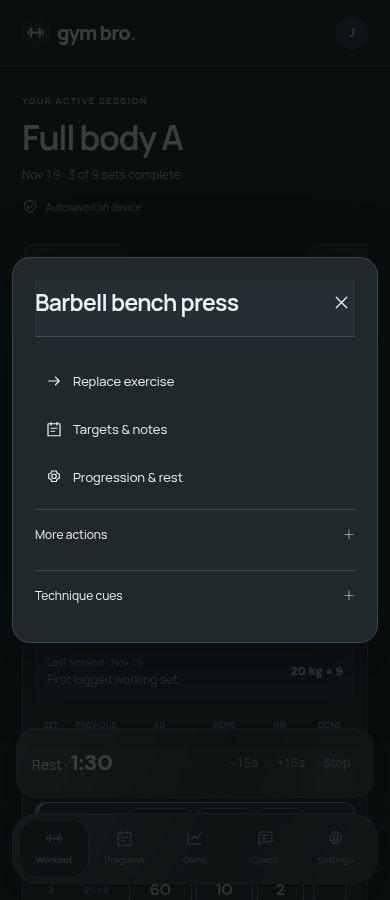 gym bro.
J
YOUR ACTIVE SESSION
Full body A
Nov 19 · 3 of 9 sets complete
Autosaved on device
Barbell bench press
Replace exercise
Targets & notes
Progression & rest
More actions
Technique cues
Last session · Nov 19
First logged working set
20 kg × 9
SET PREVIOUS KG REPS RIR DONE
Rest · 1:30 −15s +15s Stop
Workout Programs Gains Coach Settings
3 20 × 9 60 10 2